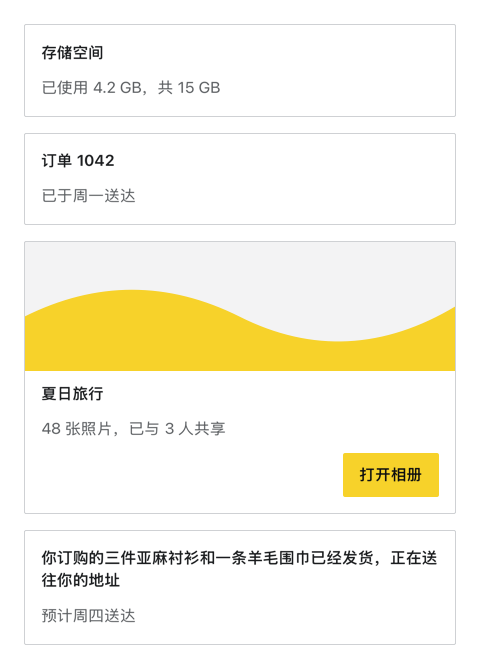 存储空间
已使用 4.2 GB，共 15 GB
订单 1042
已于周一送达
夏日旅行
48 张照片，已与 3 人共享
打开相册
你订购的三件亚麻衬衫和一条羊毛围巾已经发货，正在送
往你的地址
预计周四送达